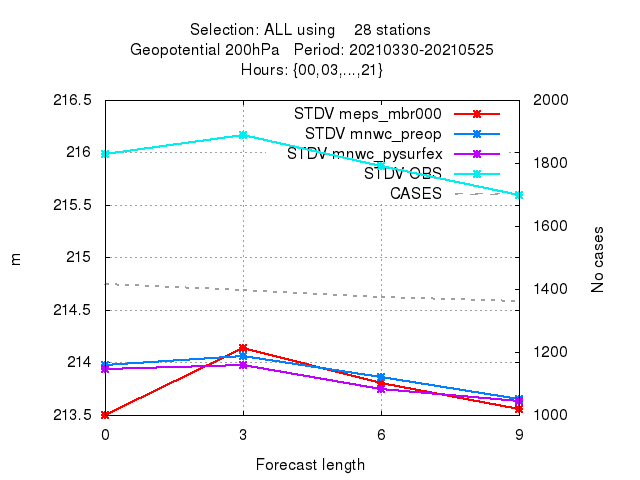 Selection: ALL using    28 stations
Geopotential 200hPa   Period: 20210330-20210525
Hours: {00,03,...,21}
216.5
216
215.5
215
214.5
214
213.5
2000
1800
1600
1400
1200
1000
STDV meps_mbr000
STDV mnwc_preop
STDV mnwc_pysurfex
STDV OBS
CASES
m
No cases
0 3 6 9
Forecast length